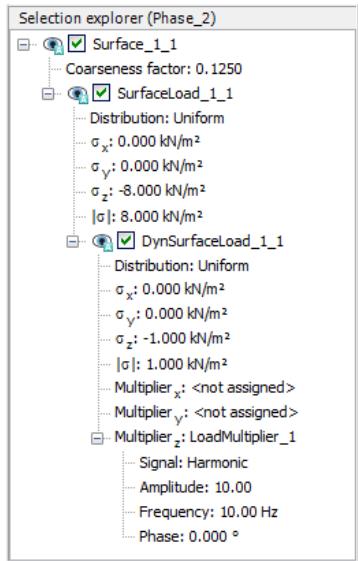 Selection explorer (Phase_2)
Surface_1_1
Coarseness factor: 0.1250
SurfaceLoad_1_1
Distribution: Uniform
σx: 0.000 kN/m²
σy: 0.000 kN/m²
σz: -8.000 kN/m²
|σ|: 8.000 kN/m²
DynSurfaceLoad_1_1
Distribution: Uniform
σx: 0.000 kN/m²
σy: 0.000 kN/m²
σz: -1.000 kN/m²
|σ|: 1.000 kN/m²
Multiplierx: <not assigned>
Multipliery: <not assigned>
Multiplierz: LoadMultiplier_1
Signal: Harmonic
Amplitude: 10.00
Frequency: 10.00 Hz
Phase: 0.000 °